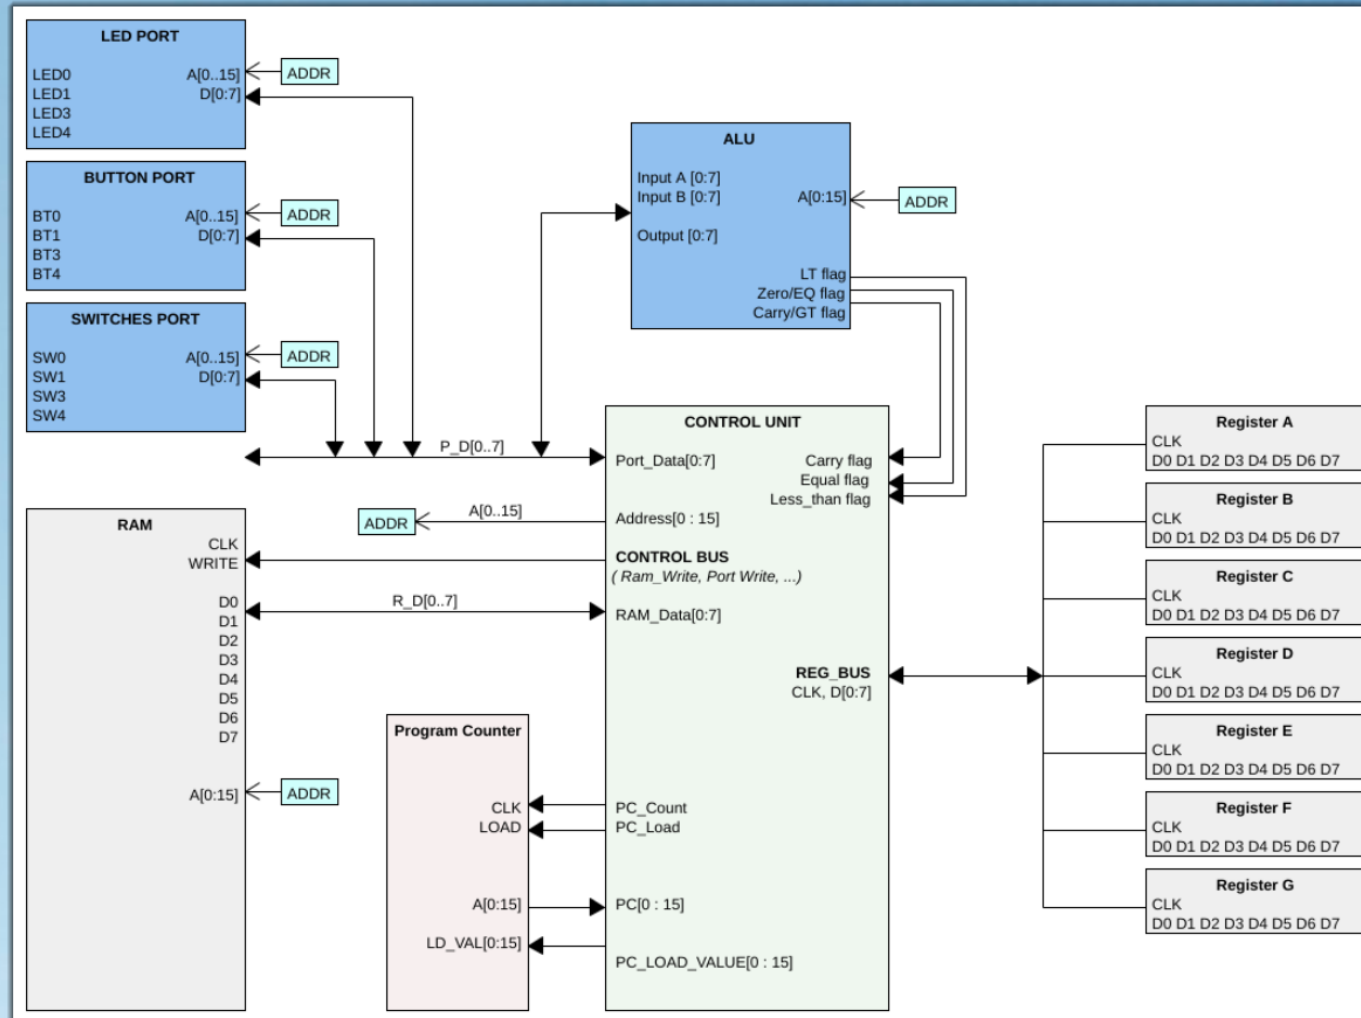 LED PORT
LED0
A[0..15]
ADDR
LED1
D[0:7]
LED3
LED4
BUTTON PORT
BT0
A[0..15]
ADDR
BT1
D[0:7]
BT3
BT4
SWITCHES PORT
SW0
A[0..15]
ADDR
SW1
D[0:7]
SW3
SW4
ALU
Input A [0:7]
Input B [0:7]
A[0:15]
ADDR
Output [0:7]
LT flag
Zero/EQ flag
Carry/GT flag
P_D[0..7]
A[0..15]
ADDR
R_D[0..7]
CONTROL UNIT
Port_Data[0:7]
Carry flag
Equal flag
Less_than flag
Address[0 : 15]
CONTROL BUS
( Ram_Write, Port Write, ...)
RAM_Data[0:7]
REG_BUS
CLK, D[0:7]
PC_Count
PC_Load
PC[0 : 15]
PC_LOAD_VALUE[0 : 15]
RAM
CLK
WRITE
D0
D1
D2
D3
D4
D5
D6
D7
A[0:15]
ADDR
Program Counter
CLK
LOAD
A[0:15]
LD_VAL[0:15]
Register A
CLK
D0 D1 D2 D3 D4 D5 D6 D7
Register B
CLK
D0 D1 D2 D3 D4 D5 D6 D7
Register C
CLK
D0 D1 D2 D3 D4 D5 D6 D7
Register D
CLK
D0 D1 D2 D3 D4 D5 D6 D7
Register E
CLK
D0 D1 D2 D3 D4 D5 D6 D7
Register F
CLK
D0 D1 D2 D3 D4 D5 D6 D7
Register G
CLK
D0 D1 D2 D3 D4 D5 D6 D7